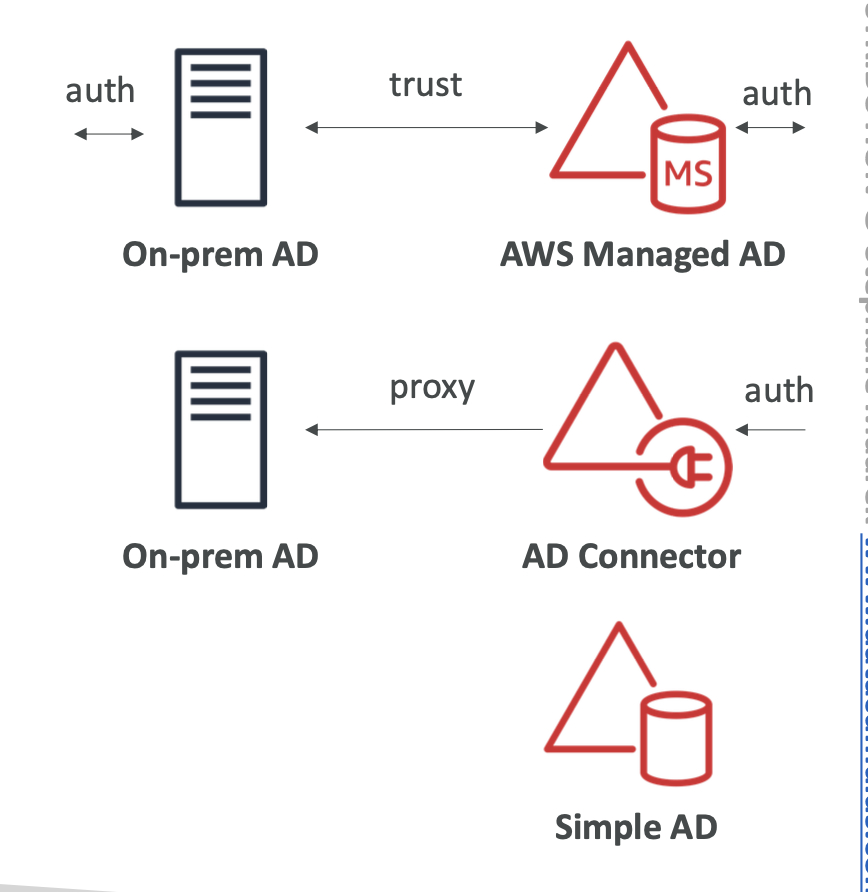 auth
trust
auth
MS
On-prem AD
AWS Managed AD
proxy
auth
On-prem AD
AD Connector
Simple AD